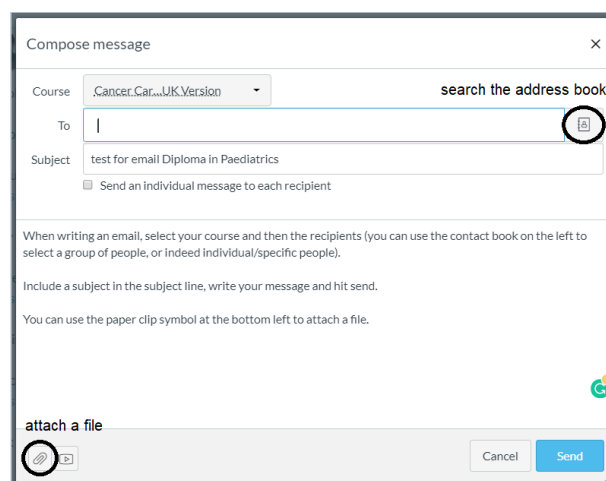 Compose message
Course Cancer Car...UK Version
search the address book
To
Subject test for email Diploma in Paediatrics
Send an individual message to each recipient
When writing an email, select your course and then the recipients (you can use the contact book on the left to
select a group of people, or indeed individual/specific people).
Include a subject in the subject line, write your message and hit send.
You can use the paper clip symbol at the bottom left to attach a file.
attach a file
Cancel Send